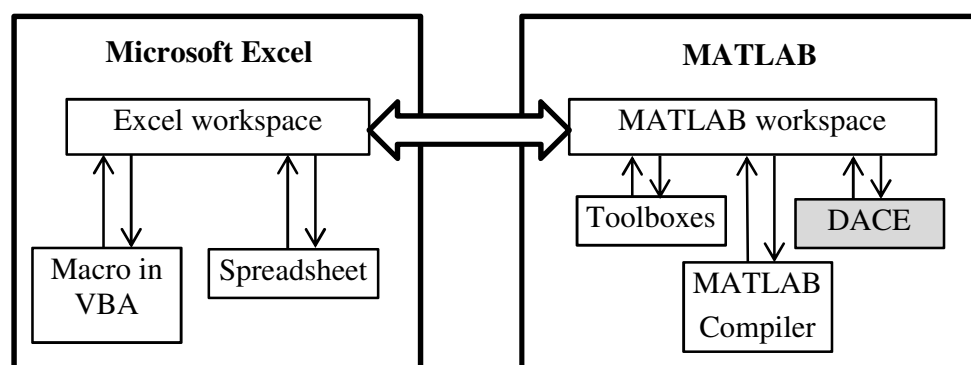 Microsoft Excel
Excel workspace
Macro in
VBA
Spreadsheet
MATLAB
MATLAB workspace
Toolboxes
MATLAB
Compiler
DACE